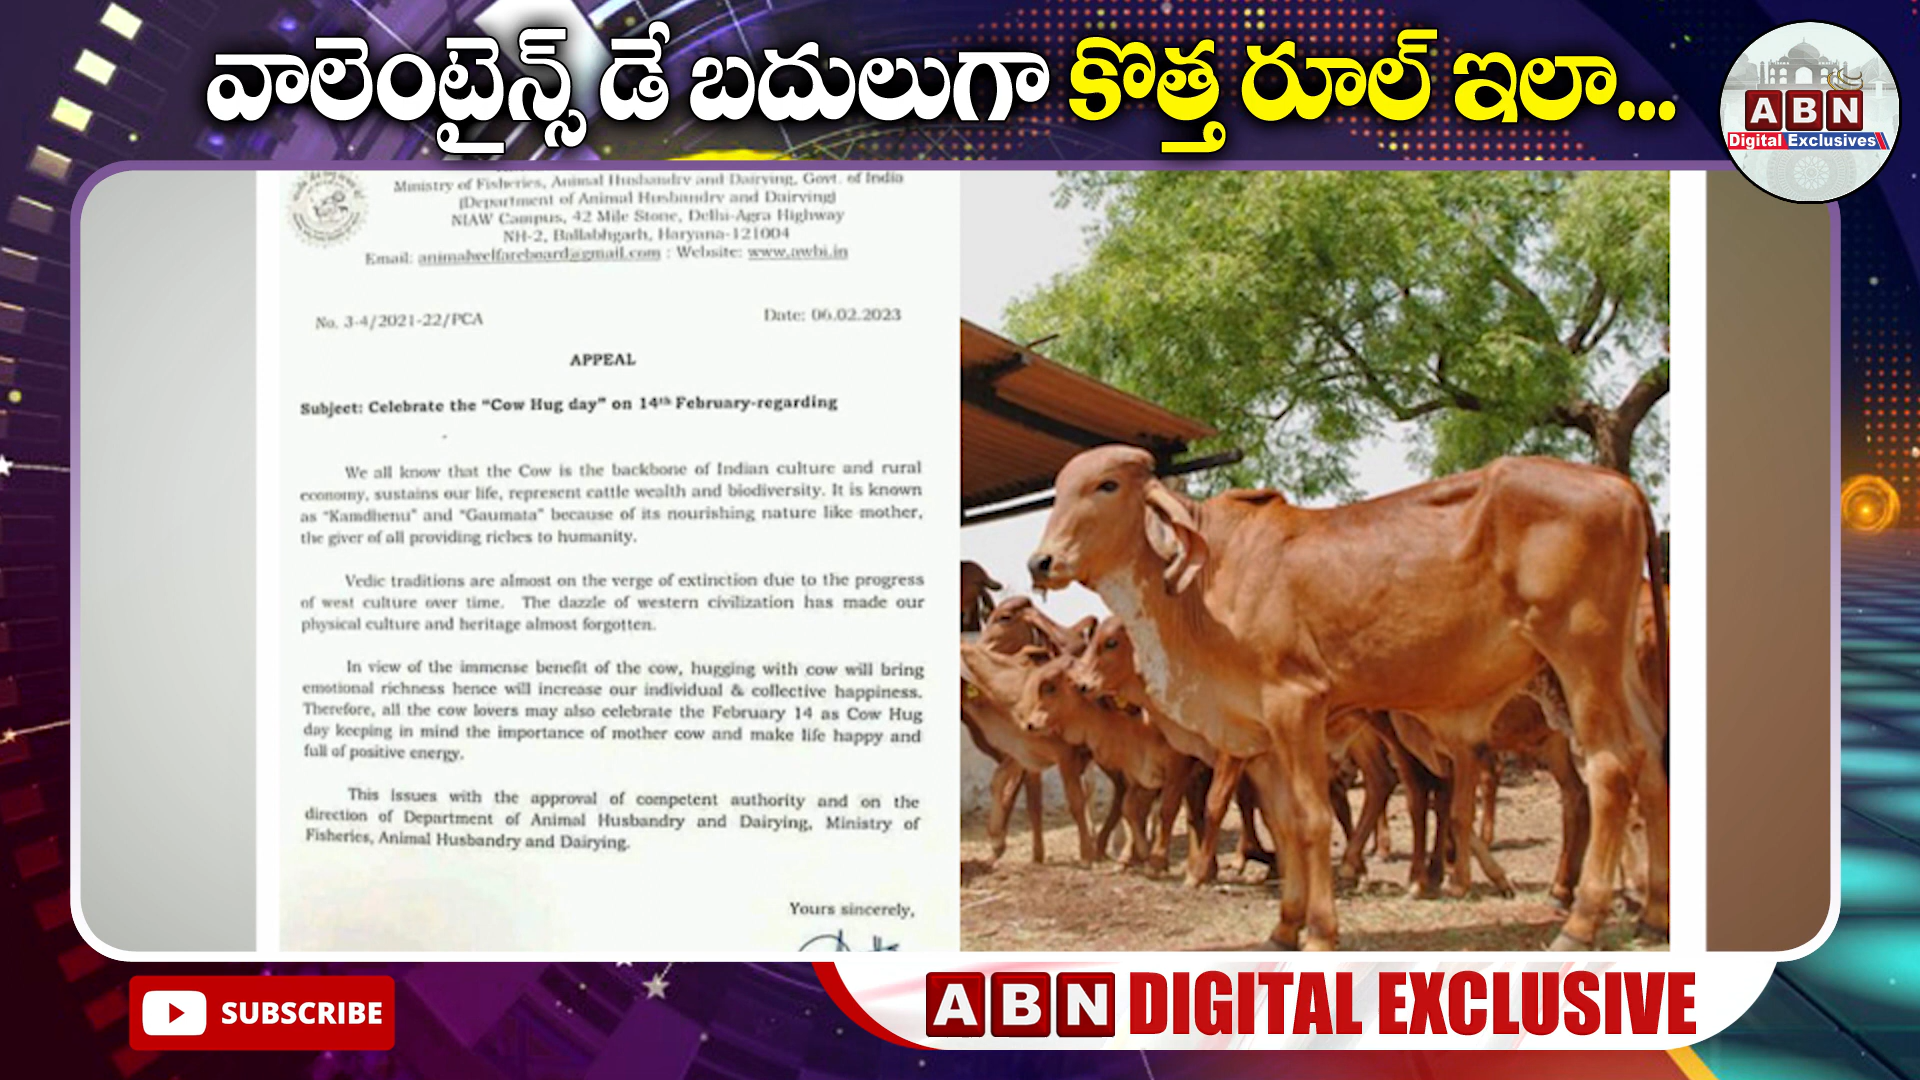 వాలెంటైన్స్ డే బదులుగా కొత్త రూల్ ఇలా...
ABN
Digital Exclusives
Ministry of Fisheries, Animal Husbandry and Dairying, Govt. of India
(Department of Animal Husbandry and Dairying)
NIAW Campus, 42 Mile Stone, Delhi-Agra Highway
NH-2, Ballabhgarh, Haryana-121004
Email: animalwelfareboard@gmail.com : Website: www.awbi.in
No. 3-4/2021-22/PCA
Date: 06.02.2023
APPEAL
Subject: Celebrate the "Cow Hug day" on 14th February-regarding
We all know that the Cow is the backbone of Indian culture and rural
economy, sustains our life, represent cattle wealth and biodiversity. It is known
as "Kamdhenu" and "Gaumata" because of its nourishing nature like mother,
the giver of all providing riches to humanity.
Vedic traditions are almost on the verge of extinction due to the progress
of west culture over time. The dazzle of western civilization has made our
physical culture and heritage almost forgotten.
In view of the immense benefit of the cow, hugging with cow will bring
emotional richness hence will increase our individual & collective happiness.
Therefore, all the cow lovers may also celebrate the February 14 as Cow Hug
day keeping in mind the importance of mother cow and make life happy and
full of positive energy.
This Issues with the approval of competent authority and on the
direction of Department of Animal Husbandry and Dairying, Ministry of
Fisheries, Animal Husbandry and Dairying.
Yours sincerely,
SUBSCRIBE
ABN DIGITAL EXCLUSIVE